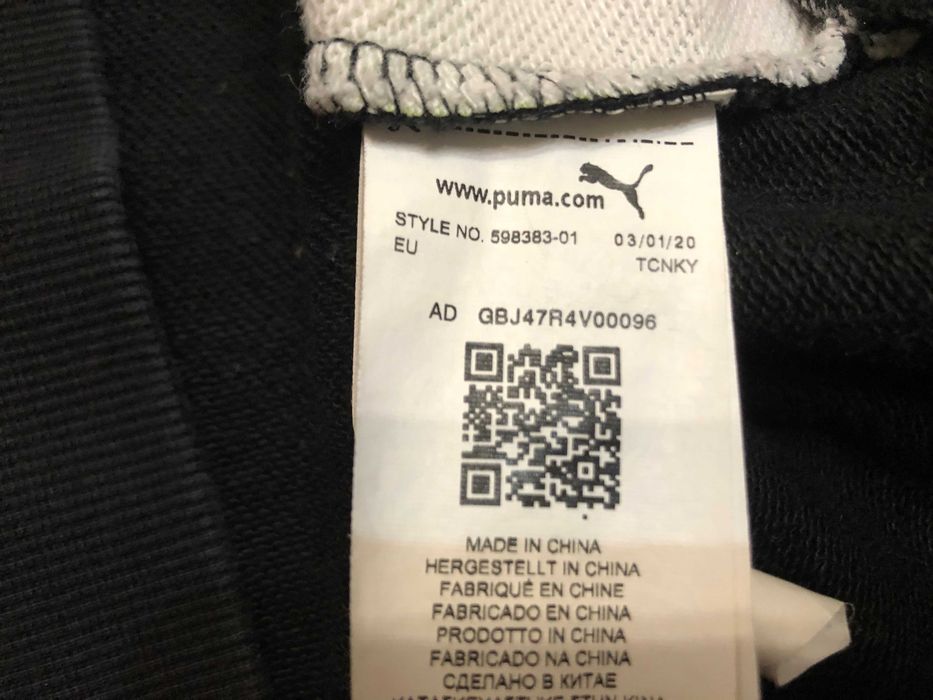 www.puma.com
STYLE NO. 598383-01 03/01/20
EU TCNKY
AD GBJ47R4V00096
MADE IN CHINA
HERGESTELLT IN CHINA
FABRIQUÉ EN CHINE
FABRICADO EN CHINA
PRODOTTO IN CHINA
FABRICADO NA CHINA
СДЕЛАНО В КИТАЕ